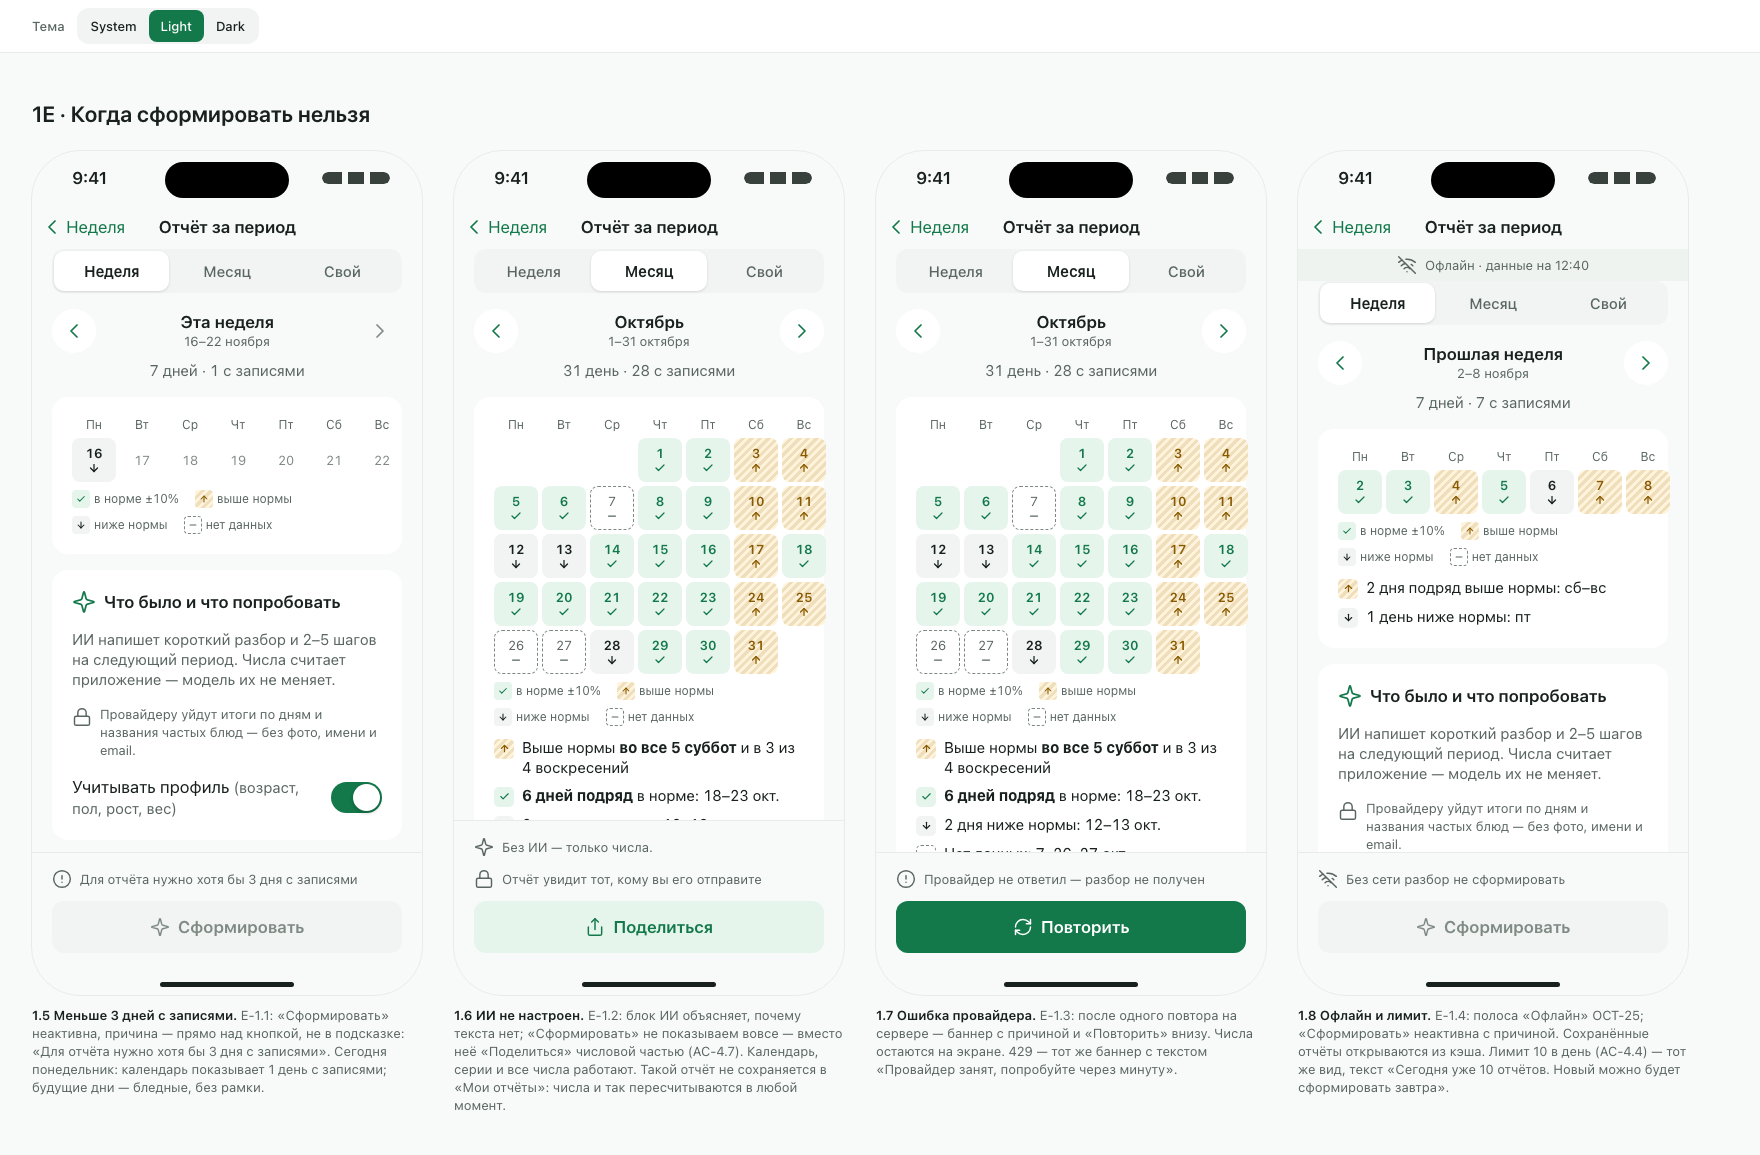 Тема System Light Dark
1E · Когда сформировать нельзя
9:41
Неделя Отчёт за период
Неделя Месяц Свой
Эта неделя
16–22 ноября
7 дней · 1 с записями
Пн Вт Ср Чт Пт Сб Вс
16 17 18 19 20 21 22
в норме ±10% выше нормы
ниже нормы нет данных
Что было и что попробовать
ИИ напишет короткий разбор и 2–5 шагов
на следующий период. Числа считает
приложение — модель их не меняет.
Провайдеру уйдут итоги по дням и
названия частых блюд — без фото, имени и
email.
Учитывать профиль (возраст,
пол, рост, вес)
Для отчёта нужно хотя бы 3 дня с записями
Сформировать
1.5 Меньше 3 дней с записями. E-1.1: «Сформировать»
неактивна, причина — прямо над кнопкой, не в подсказке:
«Для отчёта нужно хотя бы 3 дня с записями». Сегодня
понедельник: календарь показывает 1 день с записями;
будущие дни — бледные, без рамки.
9:41
Неделя Отчёт за период
Неделя Месяц Свой
Октябрь
1–31 октября
31 день · 28 с записями
Пн Вт Ср Чт Пт Сб Вс
1 2 3 4
5 6 7 8 9 10 11
12 13 14 15 16 17 18
19 20 21 22 23 24 25
26 27 28 29 30 31
в норме ±10% выше нормы
ниже нормы нет данных
Выше нормы во все 5 суббот и в 3 из
4 воскресений
6 дней подряд в норме: 18–23 окт.
Без ИИ — только числа.
Отчёт увидит тот, кому вы его отправите
Поделиться
1.6 ИИ не настроен. E-1.2: блок ИИ объясняет, почему
текста нет; «Сформировать» не показываем вовсе — вместо
неё «Поделиться» числовой частью (AC-4.7). Календарь,
серии и все числа работают. Такой отчёт не сохраняется в
«Мои отчёты»: числа и так пересчитываются в любой
момент.
9:41
Неделя Отчёт за период
Неделя Месяц Свой
Октябрь
1–31 октября
31 день · 28 с записями
Пн Вт Ср Чт Пт Сб Вс
1 2 3 4
5 6 7 8 9 10 11
12 13 14 15 16 17 18
19 20 21 22 23 24 25
26 27 28 29 30 31
в норме ±10% выше нормы
ниже нормы нет данных
Выше нормы во все 5 суббот и в 3 из
4 воскресений
6 дней подряд в норме: 18–23 окт.
2 дня ниже нормы: 12–13 окт.
Провайдер не ответил — разбор не получен
Повторить
1.7 Ошибка провайдера. E-1.3: после одного повтора на
сервере — баннер с причиной и «Повторить» внизу. Числа
остаются на экране. 429 — тот же баннер с текстом
«Провайдер занят, попробуйте через минуту».
9:41
Неделя Отчёт за период
Офлайн · данные на 12:40
Неделя Месяц Свой
Прошлая неделя
2–8 ноября
7 дней · 7 с записями
Пн Вт Ср Чт Пт Сб Вс
2 3 4 5 6 7 8
в норме ±10% выше нормы
ниже нормы нет данных
2 дня подряд выше нормы: сб–вс
1 день ниже нормы: пт
Что было и что попробовать
ИИ напишет короткий разбор и 2–5 шагов
на следующий период. Числа считает
приложение — модель их не меняет.
Провайдеру уйдут итоги по дням и
названия частых блюд — без фото, имени и
email.
Без сети разбор не сформировать
Сформировать
1.8 Офлайн и лимит. E-1.4: полоса «Офлайн» ОСТ-25;
«Сформировать» неактивна с причиной. Сохранённые
отчёты открываются из кэша. Лимит 10 в день (AC-4.4) — тот
же вид, текст «Сегодня уже 10 отчётов. Новый можно будет
сформировать завтра».